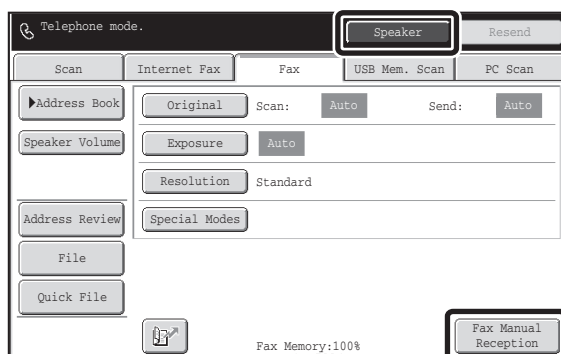 Telephone mode.
Speaker
Resend
Scan
Internet Fax
Fax
USB Mem. Scan
PC Scan
Address Book
Original
Scan:
Auto
Send:
Auto
Speaker Volume
Exposure
Auto
Resolution
Standard
Address Review
Special Modes
File
Quick File
Fax Memory:100%
Fax Manual
Reception